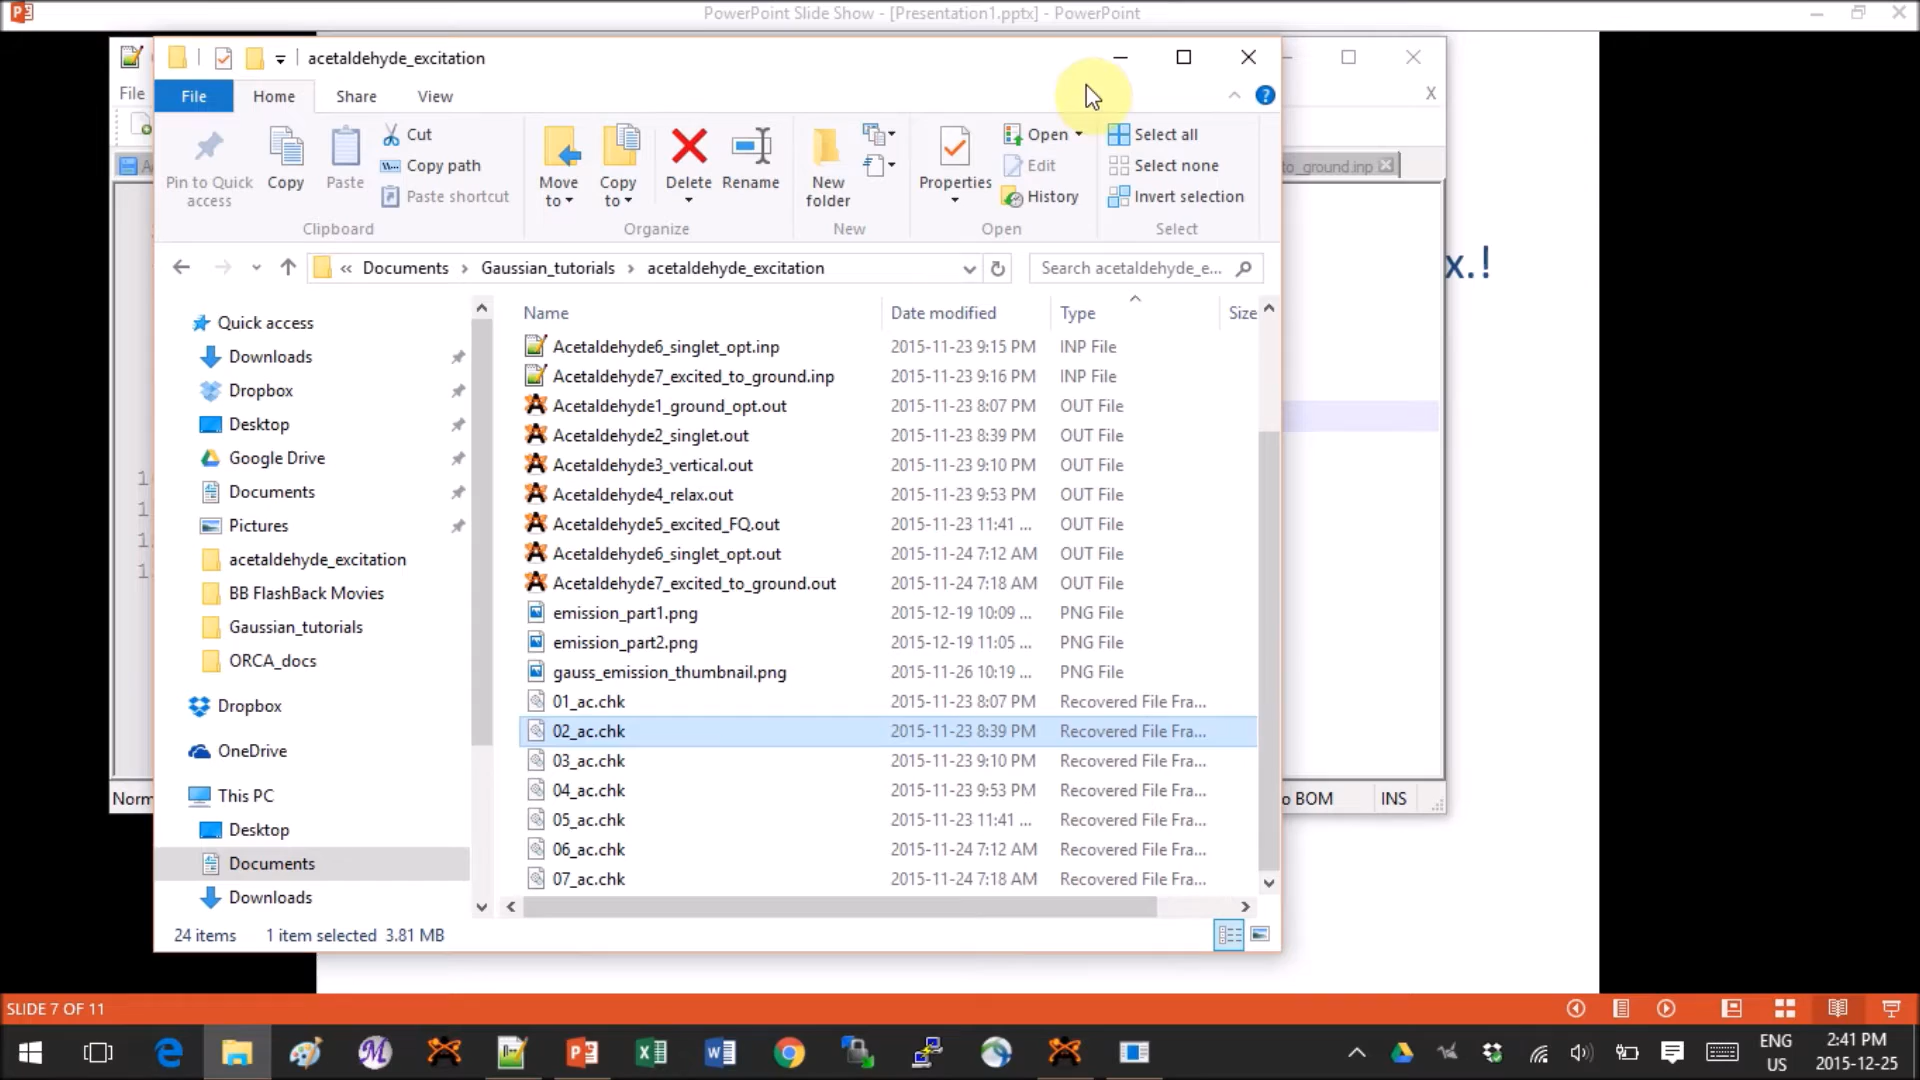 PowerPoint Slide Show - [Presentation1.pptx] - PowerPoint
acetaldehyde_excitation
File
File
Home
Share
View
X
Pin to Quick access
Copy
Paste
Cut
Copy path
Paste shortcut
Clipboard
Move to
Copy to
Delete
Rename
Organize
New folder
New
Properties
Open
Edit
History
Open
Select all
Select none
Invert selection
Select
to_ground.inp
x.!
« Documents › Gaussian_tutorials › acetaldehyde_excitation
Search acetaldehyde_e...
Name Date modified Type Size
Acetaldehyde6_singlet_opt.inp 2015-11-23 9:15 PM INP File
Acetaldehyde7_excited_to_ground.inp 2015-11-23 9:16 PM INP File
Acetaldehyde1_ground_opt.out 2015-11-23 8:07 PM OUT File
Acetaldehyde2_singlet.out 2015-11-23 8:39 PM OUT File
Acetaldehyde3_vertical.out 2015-11-23 9:10 PM OUT File
Acetaldehyde4_relax.out 2015-11-23 9:53 PM OUT File
Acetaldehyde5_excited_FQ.out 2015-11-23 11:41 ... OUT File
Acetaldehyde6_singlet_opt.out 2015-11-24 7:12 AM OUT File
Acetaldehyde7_excited_to_ground.out 2015-11-24 7:18 AM OUT File
emission_part1.png 2015-12-19 10:09 ... PNG File
emission_part2.png 2015-12-19 11:05 ... PNG File
gauss_emission_thumbnail.png 2015-11-26 10:19 ... PNG File
01_ac.chk 2015-11-23 8:07 PM Recovered File Fra...
02_ac.chk 2015-11-23 8:39 PM Recovered File Fra...
03_ac.chk 2015-11-23 9:10 PM Recovered File Fra...
04_ac.chk 2015-11-23 9:53 PM Recovered File Fra...
05_ac.chk 2015-11-23 11:41 ... Recovered File Fra...
06_ac.chk 2015-11-24 7:12 AM Recovered File Fra...
07_ac.chk 2015-11-24 7:18 AM Recovered File Fra...
Quick access
Downloads
Dropbox
Desktop
Google Drive
Documents
Pictures
acetaldehyde_excitation
BB FlashBack Movies
Gaussian_tutorials
ORCA_docs
Dropbox
OneDrive
This PC
Desktop
Documents
Downloads
Norm
o BOM
INS
24 items 1 item selected 3.81 MB
SLIDE 7 OF 11
ENG
US
2:41 PM
2015-12-25